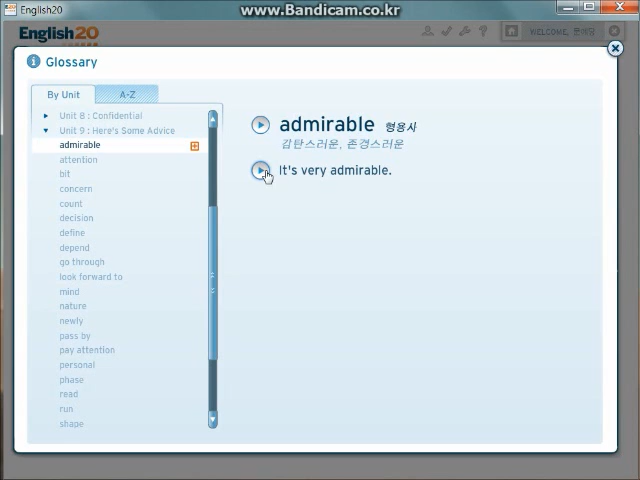 English20
www.Bandicam.co.kr
English20
WELCOME,
Glossary
By Unit
A-Z
Unit 8 : Confidential
Unit 9 : Here's Some Advice
admirable
attention
bit
concern
count
decision
define
depend
go through
look forward to
mind
nature
newly
pass by
pay attention
personal
phase
read
run
shape
admirable 형용사
감탄스러운, 존경스러운
It's very admirable.